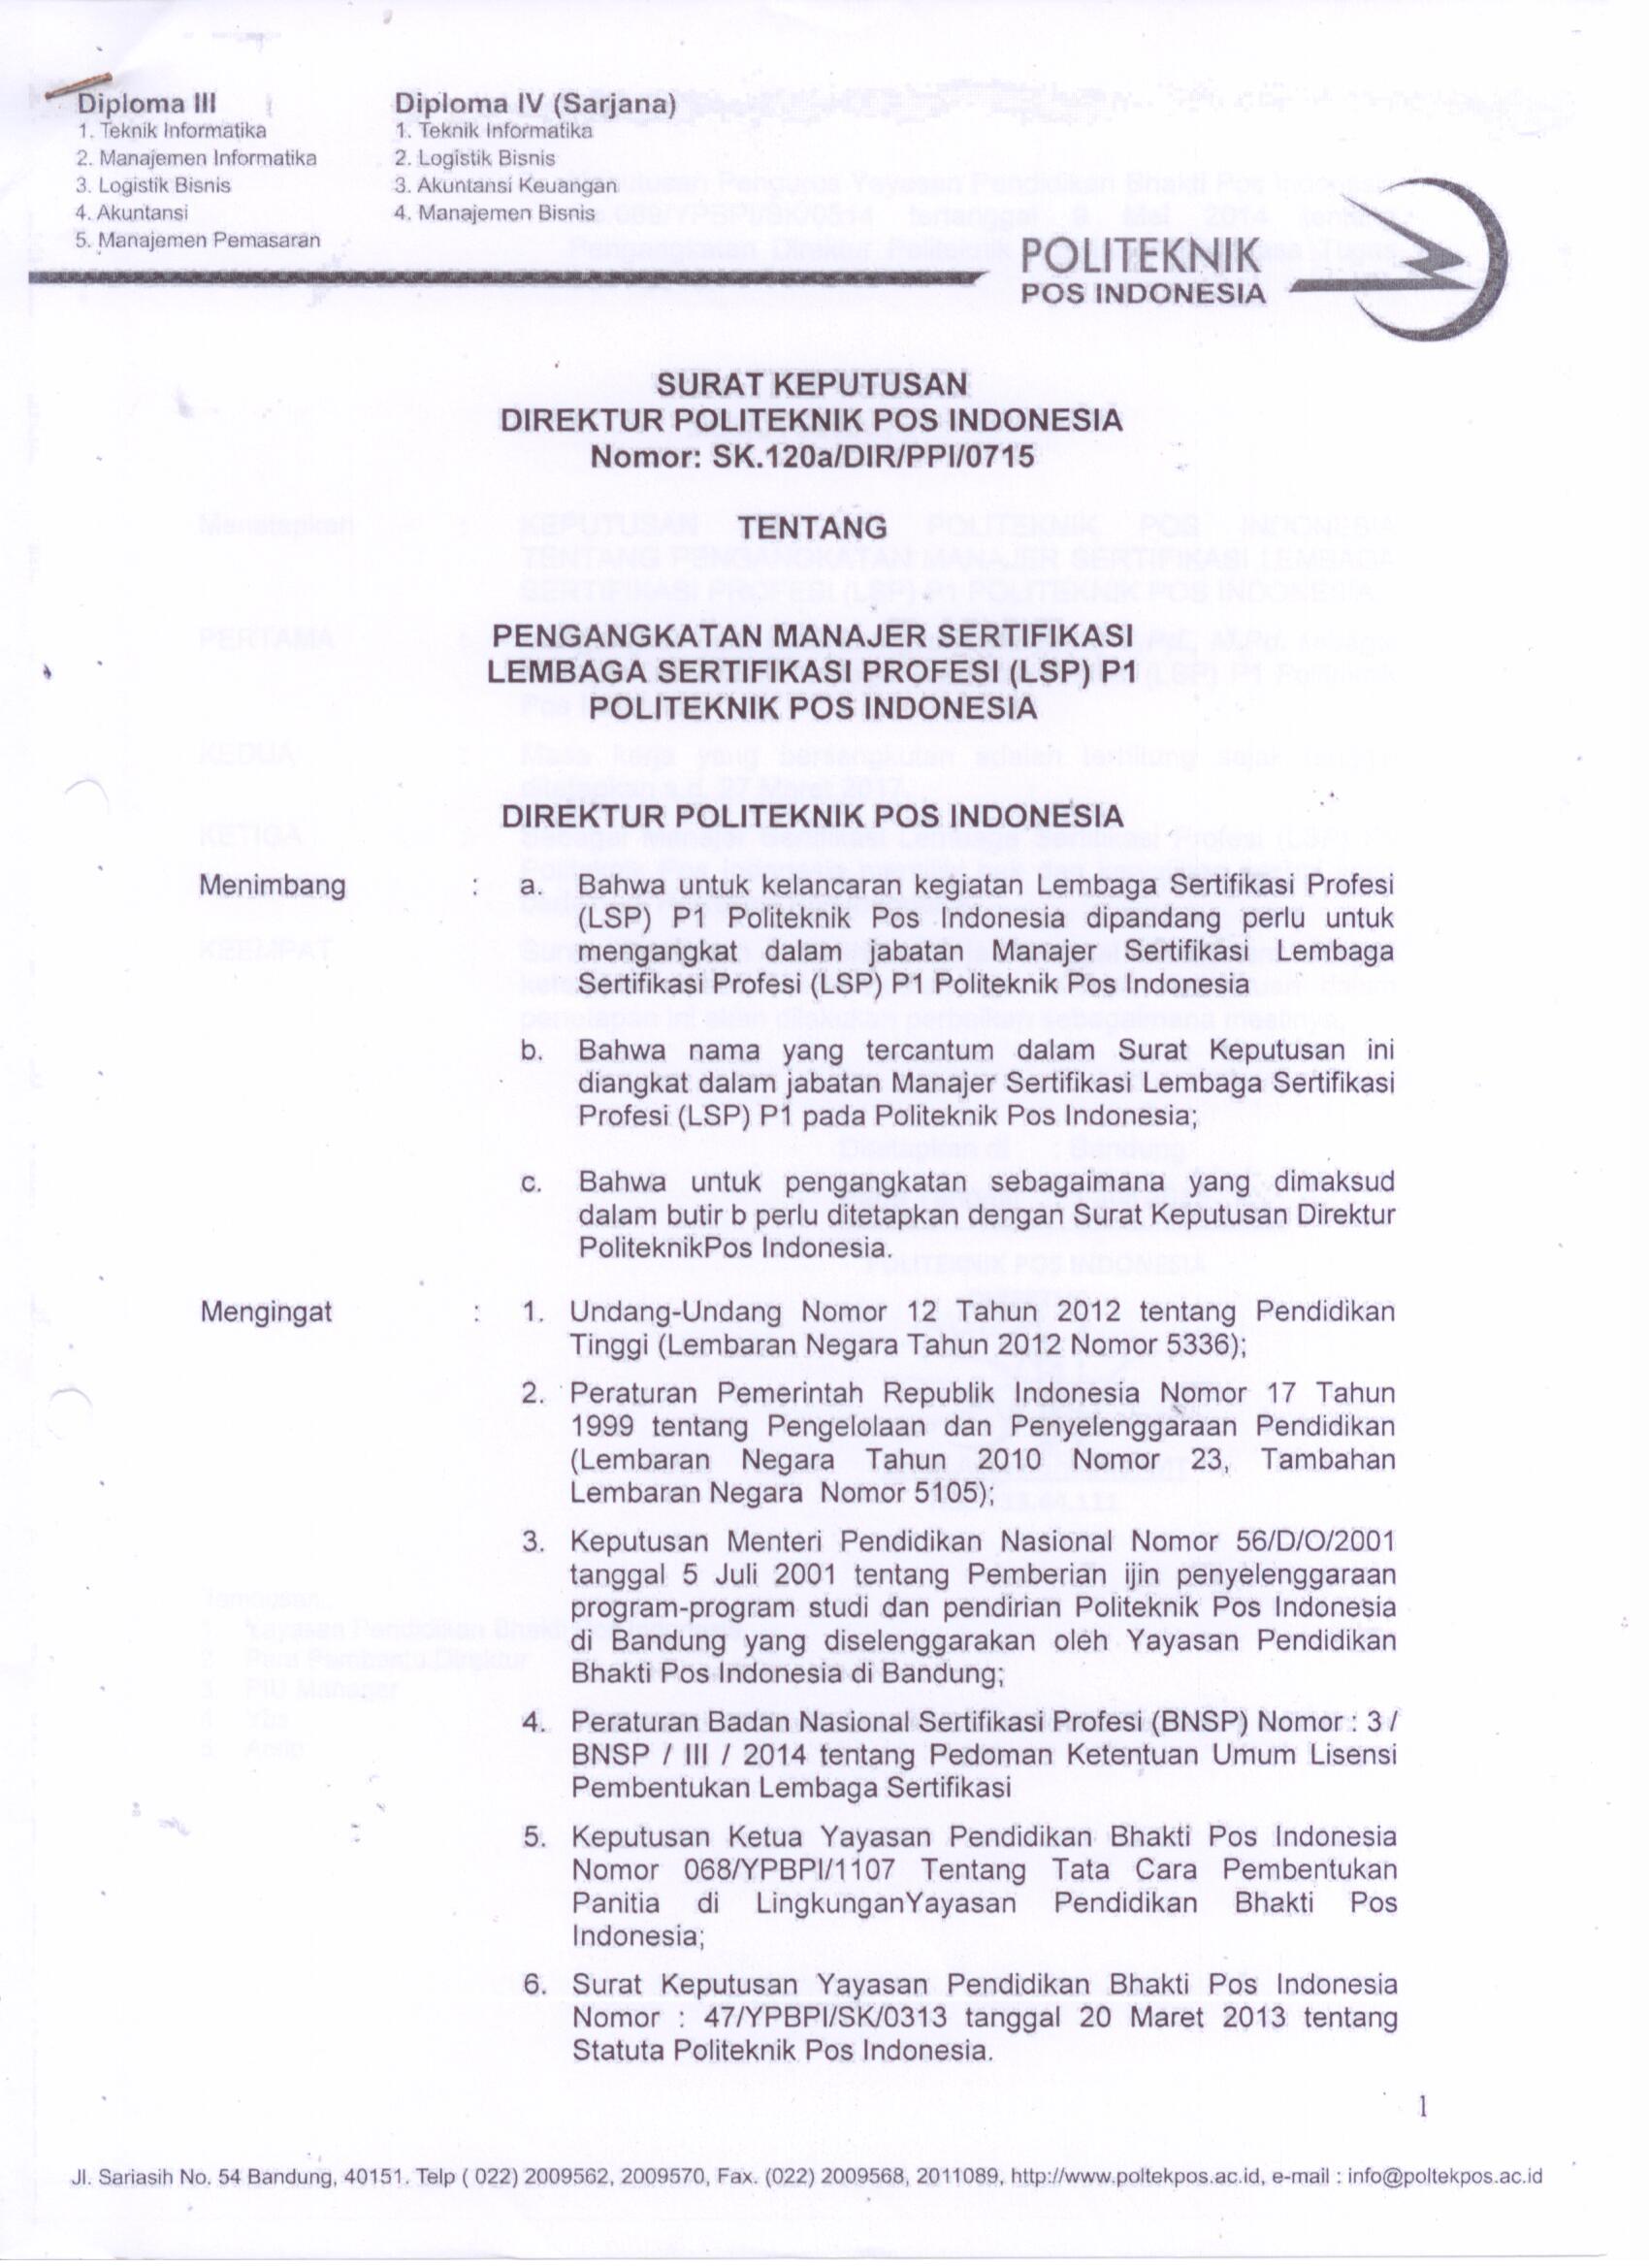 Diploma III
1. Teknik Informatika
2. Manajemen Informatika
3. Logistik Bisnis
4. Akuntansi
5. Manajemen Pemasaran
Diploma IV (Sarjana)
1. Teknik Informatika
2. Logistik Bisnis
3. Akuntansi Keuangan
4. Manajemen Bisnis
POLITEKNIK
POS INDONESIA
SURAT KEPUTUSAN
DIREKTUR POLITEKNIK POS INDONESIA
Nomor: SK.120a/DIR/PPI/0715
TENTANG
PENGANGKATAN MANAJER SERTIFIKASI
LEMBAGA SERTIFIKASI PROFESI (LSP) P1
POLITEKNIK POS INDONESIA
DIREKTUR POLITEKNIK POS INDONESIA
Menimbang : a. Bahwa untuk kelancaran kegiatan Lembaga Sertifikasi Profesi
(LSP) P1 Politeknik Pos Indonesia dipandang perlu untuk
mengangkat dalam jabatan Manajer Sertifikasi Lembaga
Sertifikasi Profesi (LSP) P1 Politeknik Pos Indonesia
b. Bahwa nama yang tercantum dalam Surat Keputusan ini
diangkat dalam jabatan Manajer Sertifikasi Lembaga Sertifikasi
Profesi (LSP) P1 pada Politeknik Pos Indonesia;
c. Bahwa untuk pengangkatan sebagaimana yang dimaksud
dalam butir b perlu ditetapkan dengan Surat Keputusan Direktur
PoliteknikPos Indonesia.
Mengingat : 1. Undang-Undang Nomor 12 Tahun 2012 tentang Pendidikan
Tinggi (Lembaran Negara Tahun 2012 Nomor 5336);
2. Peraturan Pemerintah Republik Indonesia Nomor 17 Tahun
1999 tentang Pengelolaan dan Penyelenggaraan Pendidikan
(Lembaran Negara Tahun 2010 Nomor 23, Tambahan
Lembaran Negara Nomor 5105);
3. Keputusan Menteri Pendidikan Nasional Nomor 56/D/O/2001
tanggal 5 Juli 2001 tentang Pemberian ijin penyelenggaraan
program-program studi dan pendirian Politeknik Pos Indonesia
di Bandung yang diselenggarakan oleh Yayasan Pendidikan
Bhakti Pos Indonesia di Bandung;
4. Peraturan Badan Nasional Sertifikasi Profesi (BNSP) Nomor : 3 /
BNSP / III / 2014 tentang Pedoman Ketentuan Umum Lisensi
Pembentukan Lembaga Sertifikasi
5. Keputusan Ketua Yayasan Pendidikan Bhakti Pos Indonesia
Nomor 068/YPBPI/1107 Tentang Tata Cara Pembentukan
Panitia di LingkunganYayasan Pendidikan Bhakti Pos
Indonesia;
6. Surat Keputusan Yayasan Pendidikan Bhakti Pos Indonesia
Nomor : 47/YPBPI/SK/0313 tanggal 20 Maret 2013 tentang
Statuta Politeknik Pos Indonesia.
1
Jl. Sariasih No. 54 Bandung, 40151. Telp ( 022) 2009562, 2009570, Fax. (022) 2009568, 2011089, http://www.poltekpos.ac.id, e-mail : info@poltekpos.ac.id